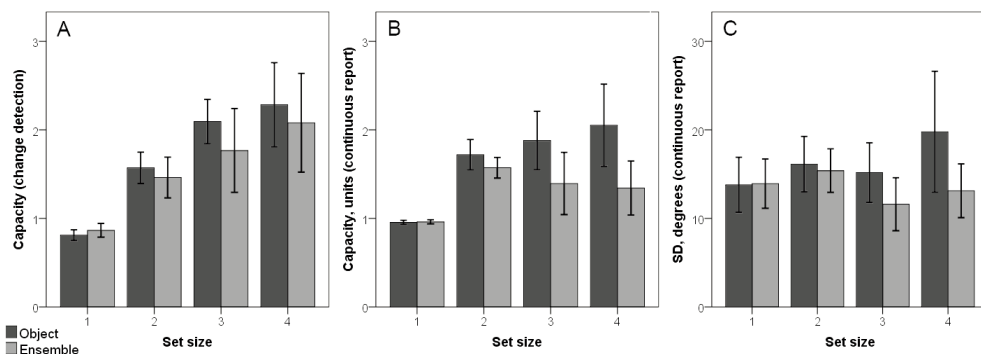 A
Capacity (change detection)
3
2
1
0
1 2 3 4
Set size
B
Capacity, units (continuous report)
3
2
1
0
1 2 3 4
Set size
C
SD, degrees (continuous report)
30
20
10
0
1 2 3 4
Set size
Object
Ensemble